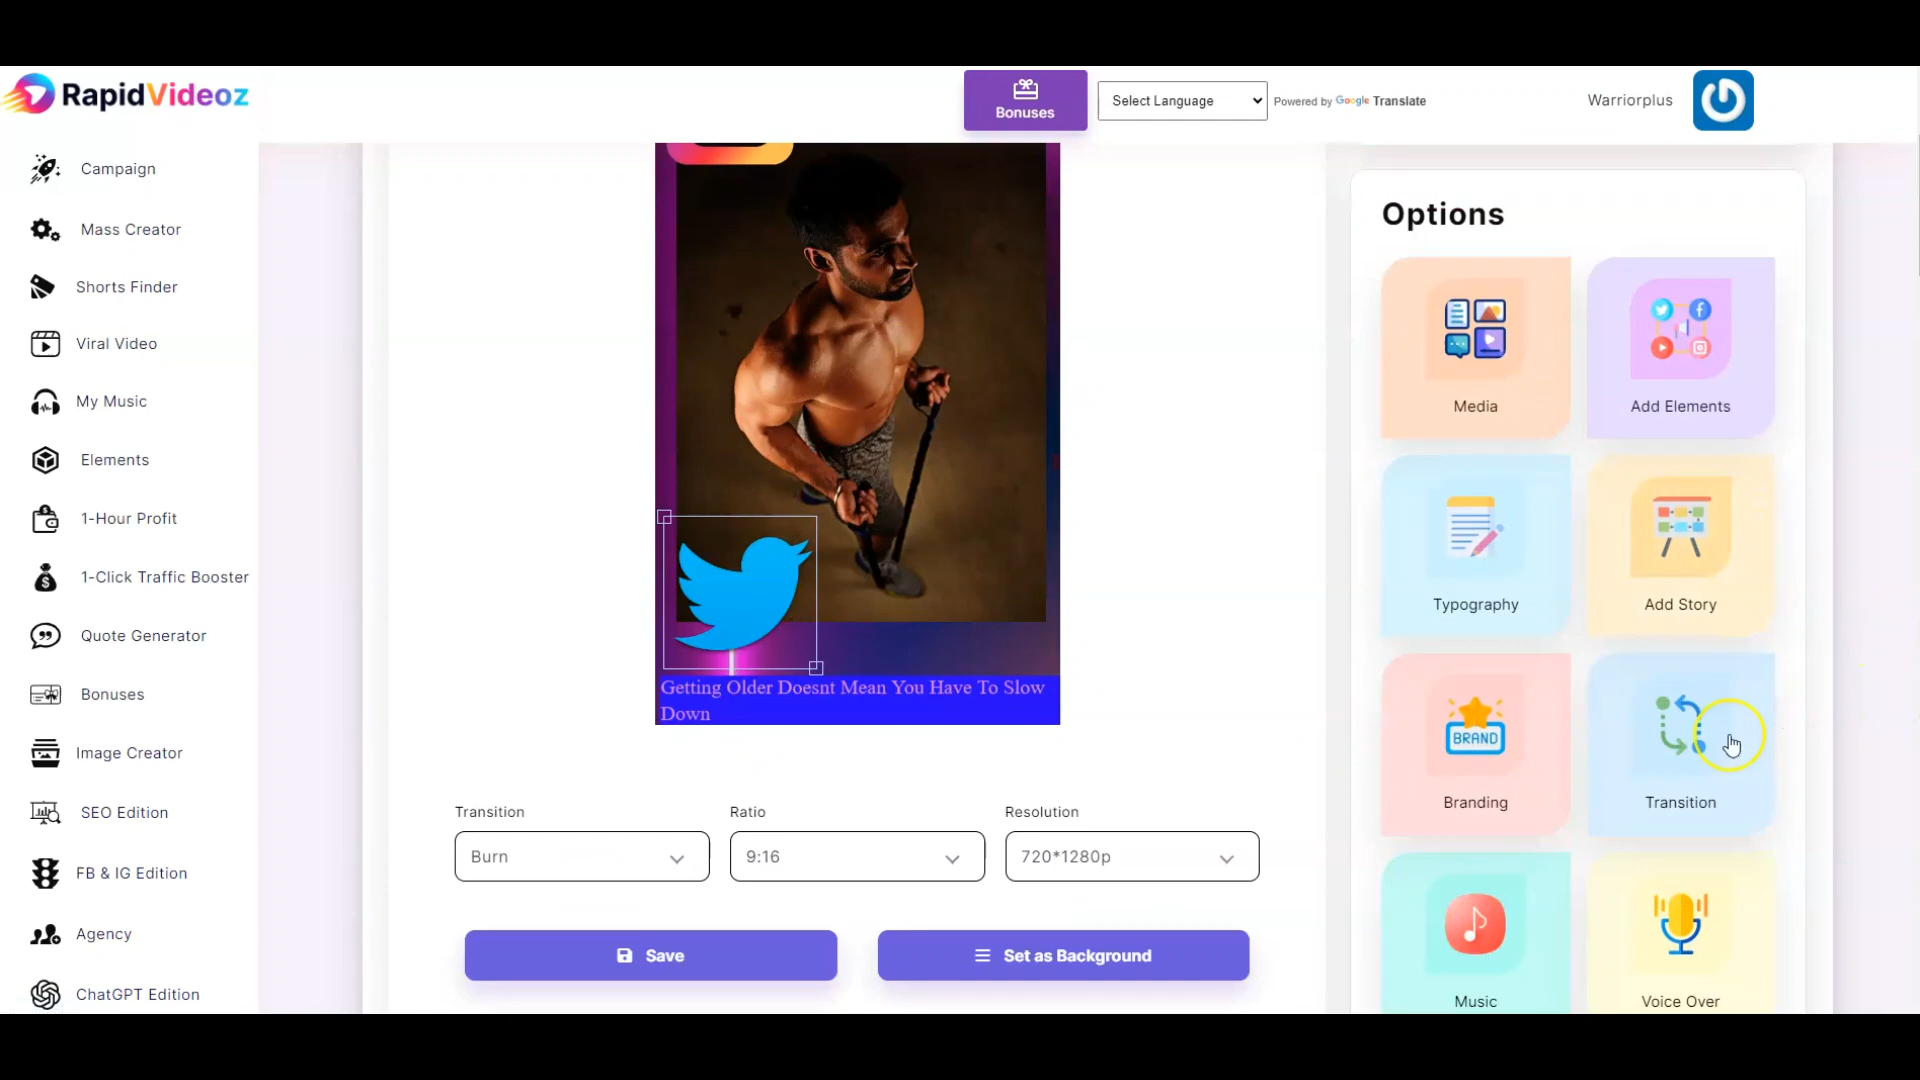 RapidVideoz
Bonuses
Select Language
Powered by Google Translate
Warriorplus
Campaign
Mass Creator
Shorts Finder
Viral Video
My Music
Elements
1-Hour Profit
1-Click Traffic Booster
Quote Generator
Bonuses
Image Creator
SEO Edition
FB & IG Edition
Agency
ChatGPT Edition
Getting Older Doesnt Mean You Have To Slow
Down
Transition
Ratio
Resolution
Burn
9:16
720*1280p
Save
Set as Background
Options
Media
Add Elements
Typography
Add Story
BRAND
Branding
Transition
Music
Voice Over